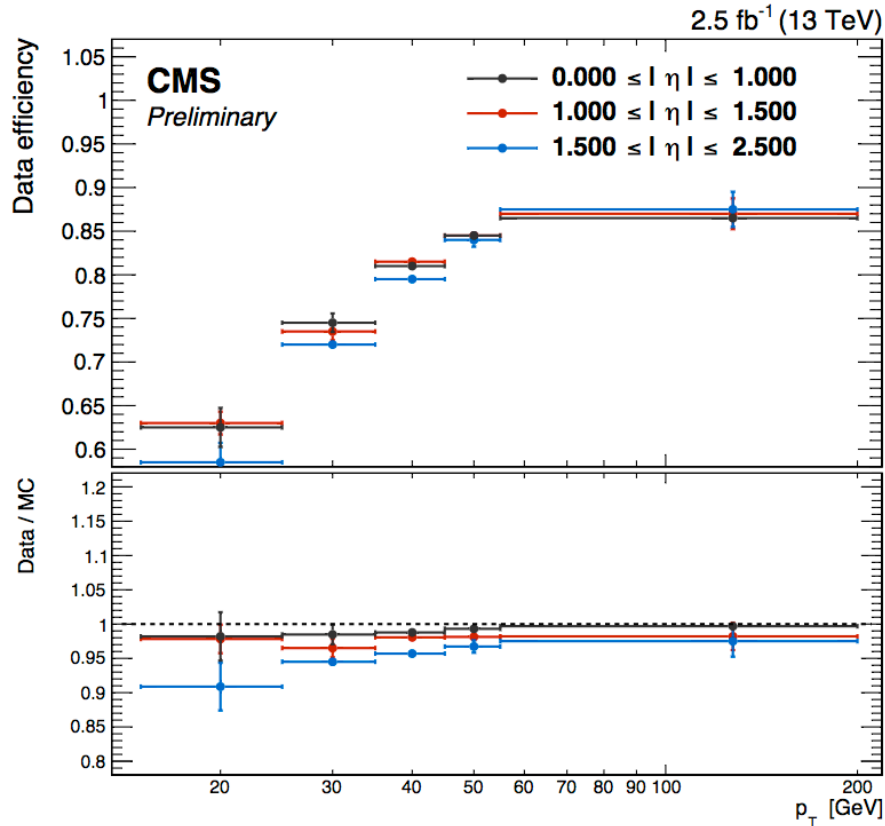 2.5 fb⁻¹ (13 TeV)
CMS
Preliminary
0.000 ≤ | η | ≤ 1.000
1.000 ≤ | η | ≤ 1.500
1.500 ≤ | η | ≤ 2.500
Data efficiency
1.05
1
0.95
0.9
0.85
0.8
0.75
0.7
0.65
0.6
Data / MC
1.2
1.15
1.1
1.05
1
0.95
0.9
0.85
0.8
20 30 40 50 60 70 80 90 100 200
p_T [GeV]